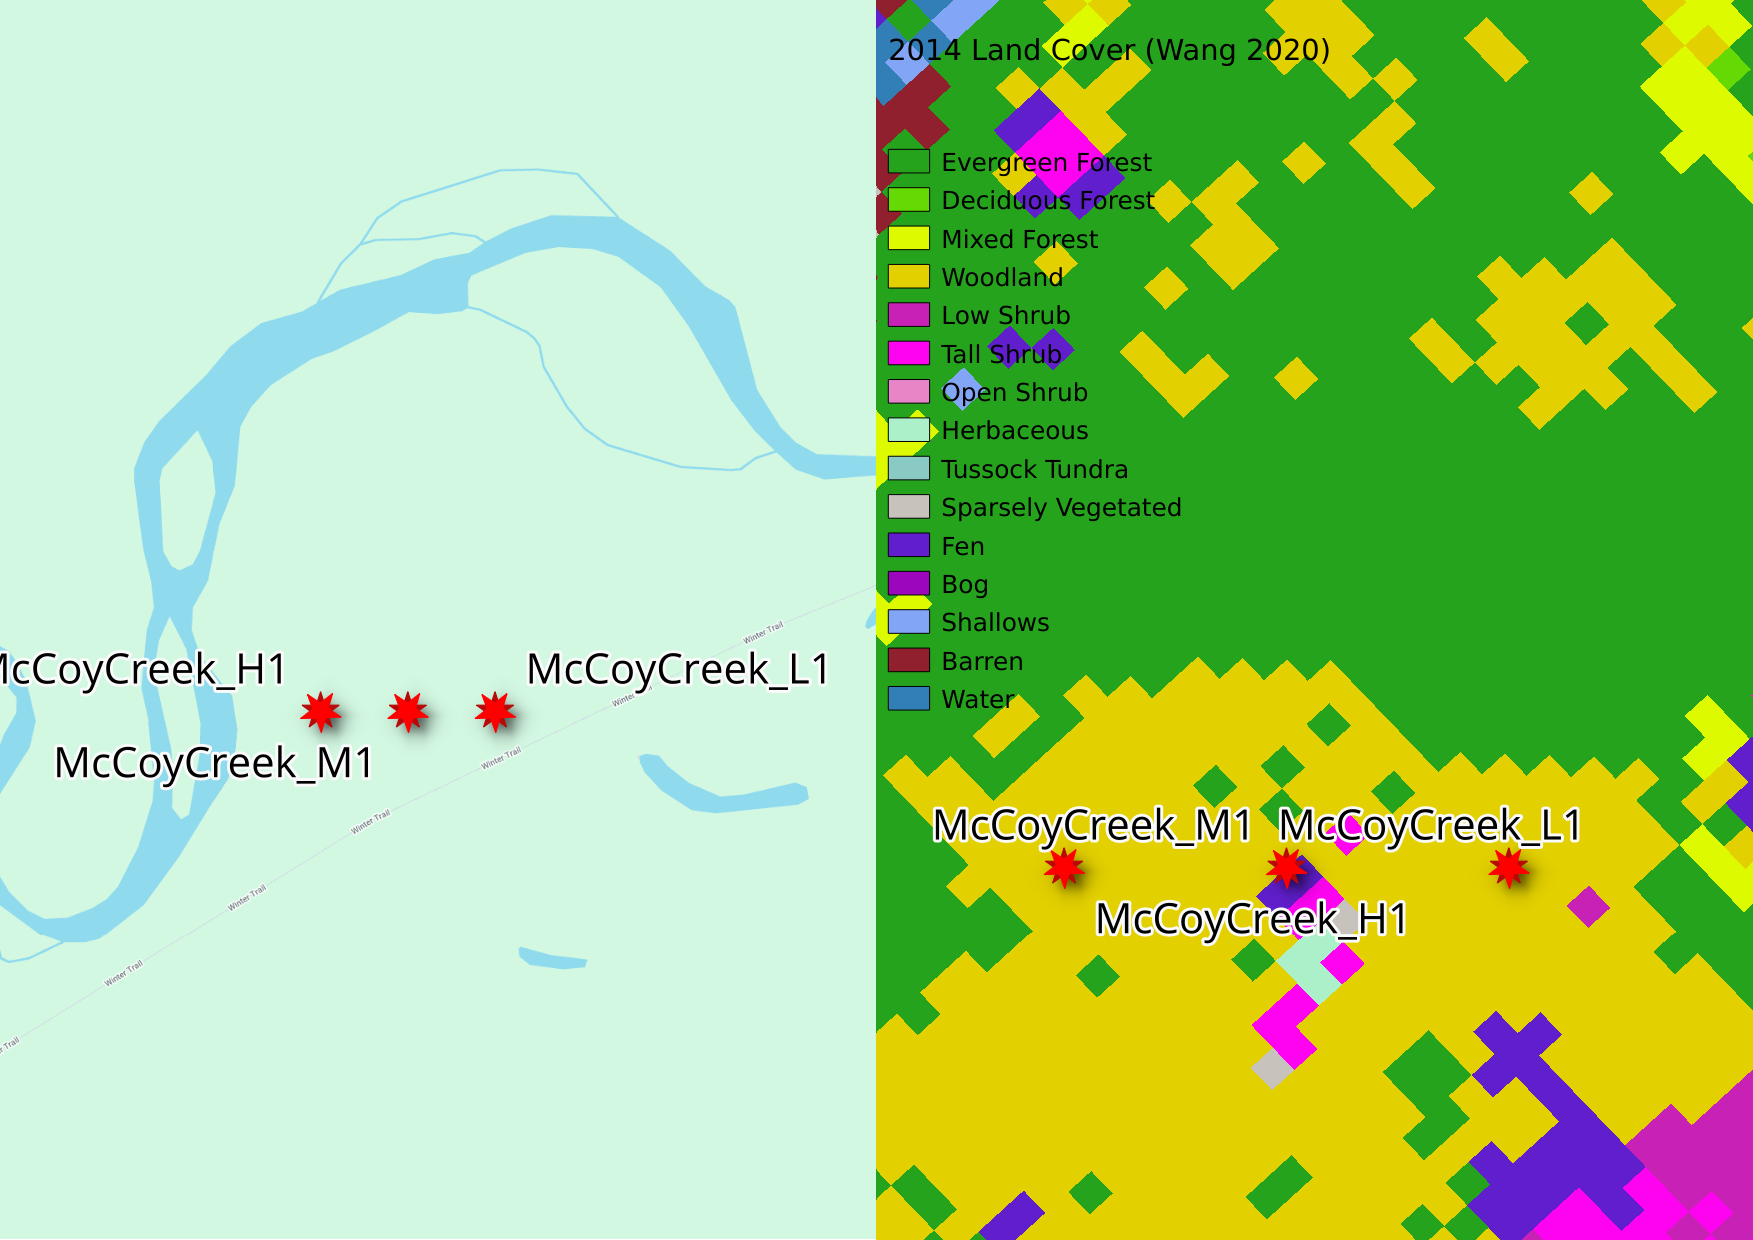 2014 Land Cover (Wang 2020)
Evergreen Forest
Deciduous Forest
Mixed Forest
Woodland
Low Shrub
Tall Shrub
Open Shrub
Herbaceous
Tussock Tundra
Sparsely Vegetated
Fen
Bog
Shallows
Barren
Water
McCoyCreek_H1
McCoyCreek_L1
McCoyCreek_M1
Winter Trail
Winter Trail
Winter Trail
Winter Trail
Winter Trail
McCoyCreek_M1
McCoyCreek_L1
McCoyCreek_H1